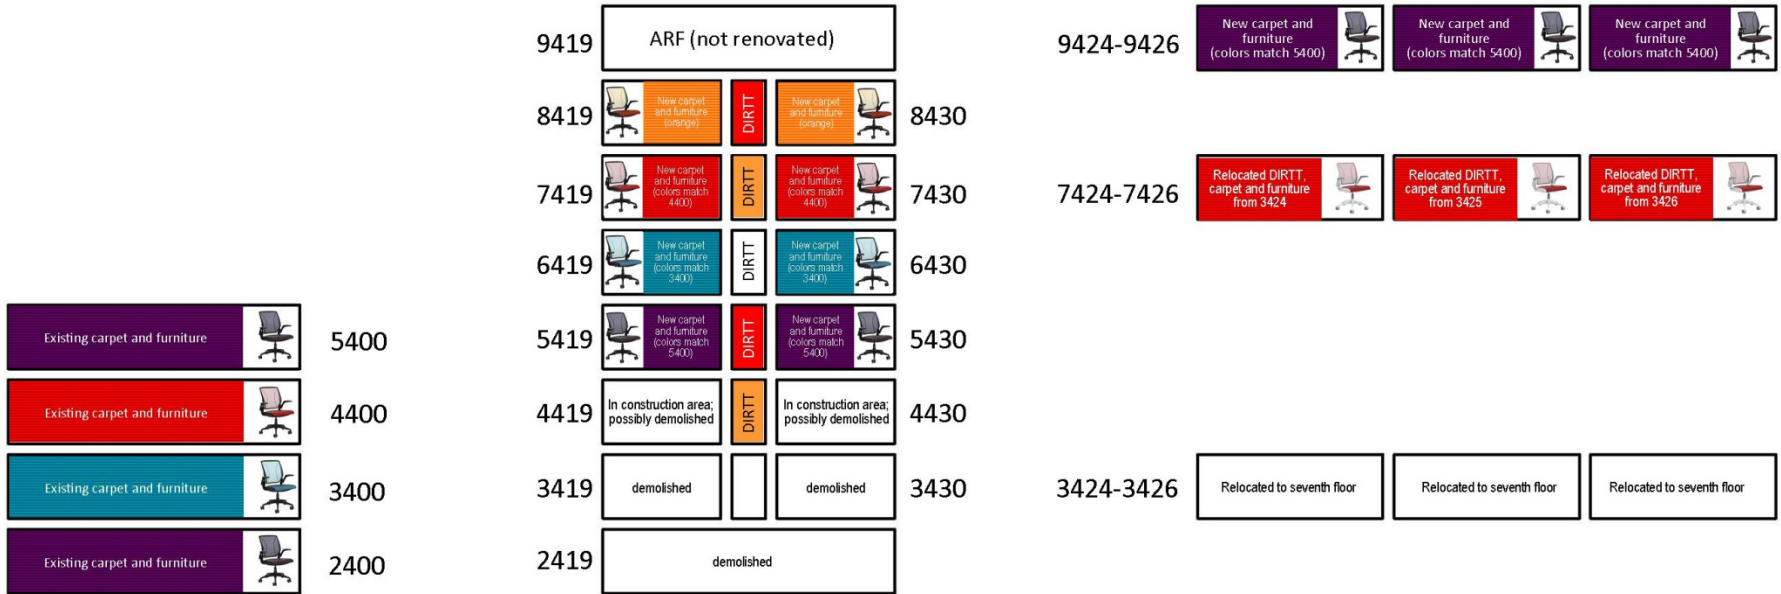 9419
ARF (not renovated)
9424-9426
New carpet and
furniture
(colors match 5400)
New carpet and
furniture
(colors match 5400)
New carpet and
furniture
(colors match 5400)
8419
New carpet
and furniture
(orange)
DIRTT
New carpet
and furniture
(orange)
8430
7419
New carpet
and furniture
(colors match
4400)
DIRTT
New carpet
and furniture
(colors match
4400)
7430
7424-7426
Relocated DIRTT,
carpet and furniture
from 3424
Relocated DIRTT,
carpet and furniture
from 3425
Relocated DIRTT,
carpet and furniture
from 3426
6419
New carpet
and furniture
(colors match
3400)
DIRTT
New carpet
and furniture
(colors match
3400)
6430
Existing carpet and furniture
5400
5419
New carpet
and furniture
(colors match
5400)
DIRTT
New carpet
and furniture
(colors match
5400)
5430
Existing carpet and furniture
4400
4419
In construction area;
possibly demolished
DIRTT
In construction area;
possibly demolished
4430
Existing carpet and furniture
3400
3419
demolished
demolished
3430
3424-3426
Relocated to seventh floor
Relocated to seventh floor
Relocated to seventh floor
Existing carpet and furniture
2400
2419
demolished